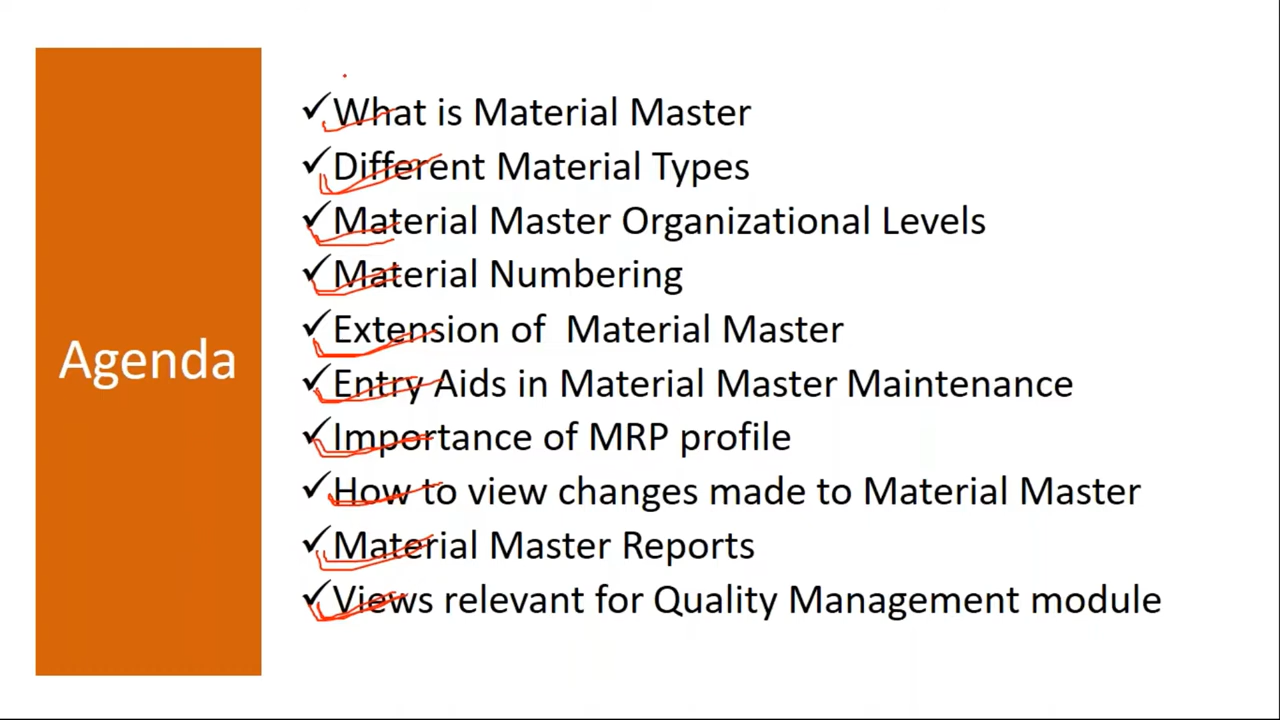 Agenda
✓ What is Material Master
✓ Different Material Types
✓ Material Master Organizational Levels
✓ Material Numbering
✓ Extension of  Material Master
✓ Entry Aids in Material Master Maintenance
✓ Importance of MRP profile
✓ How to view changes made to Material Master
✓ Material Master Reports
✓ Views relevant for Quality Management module